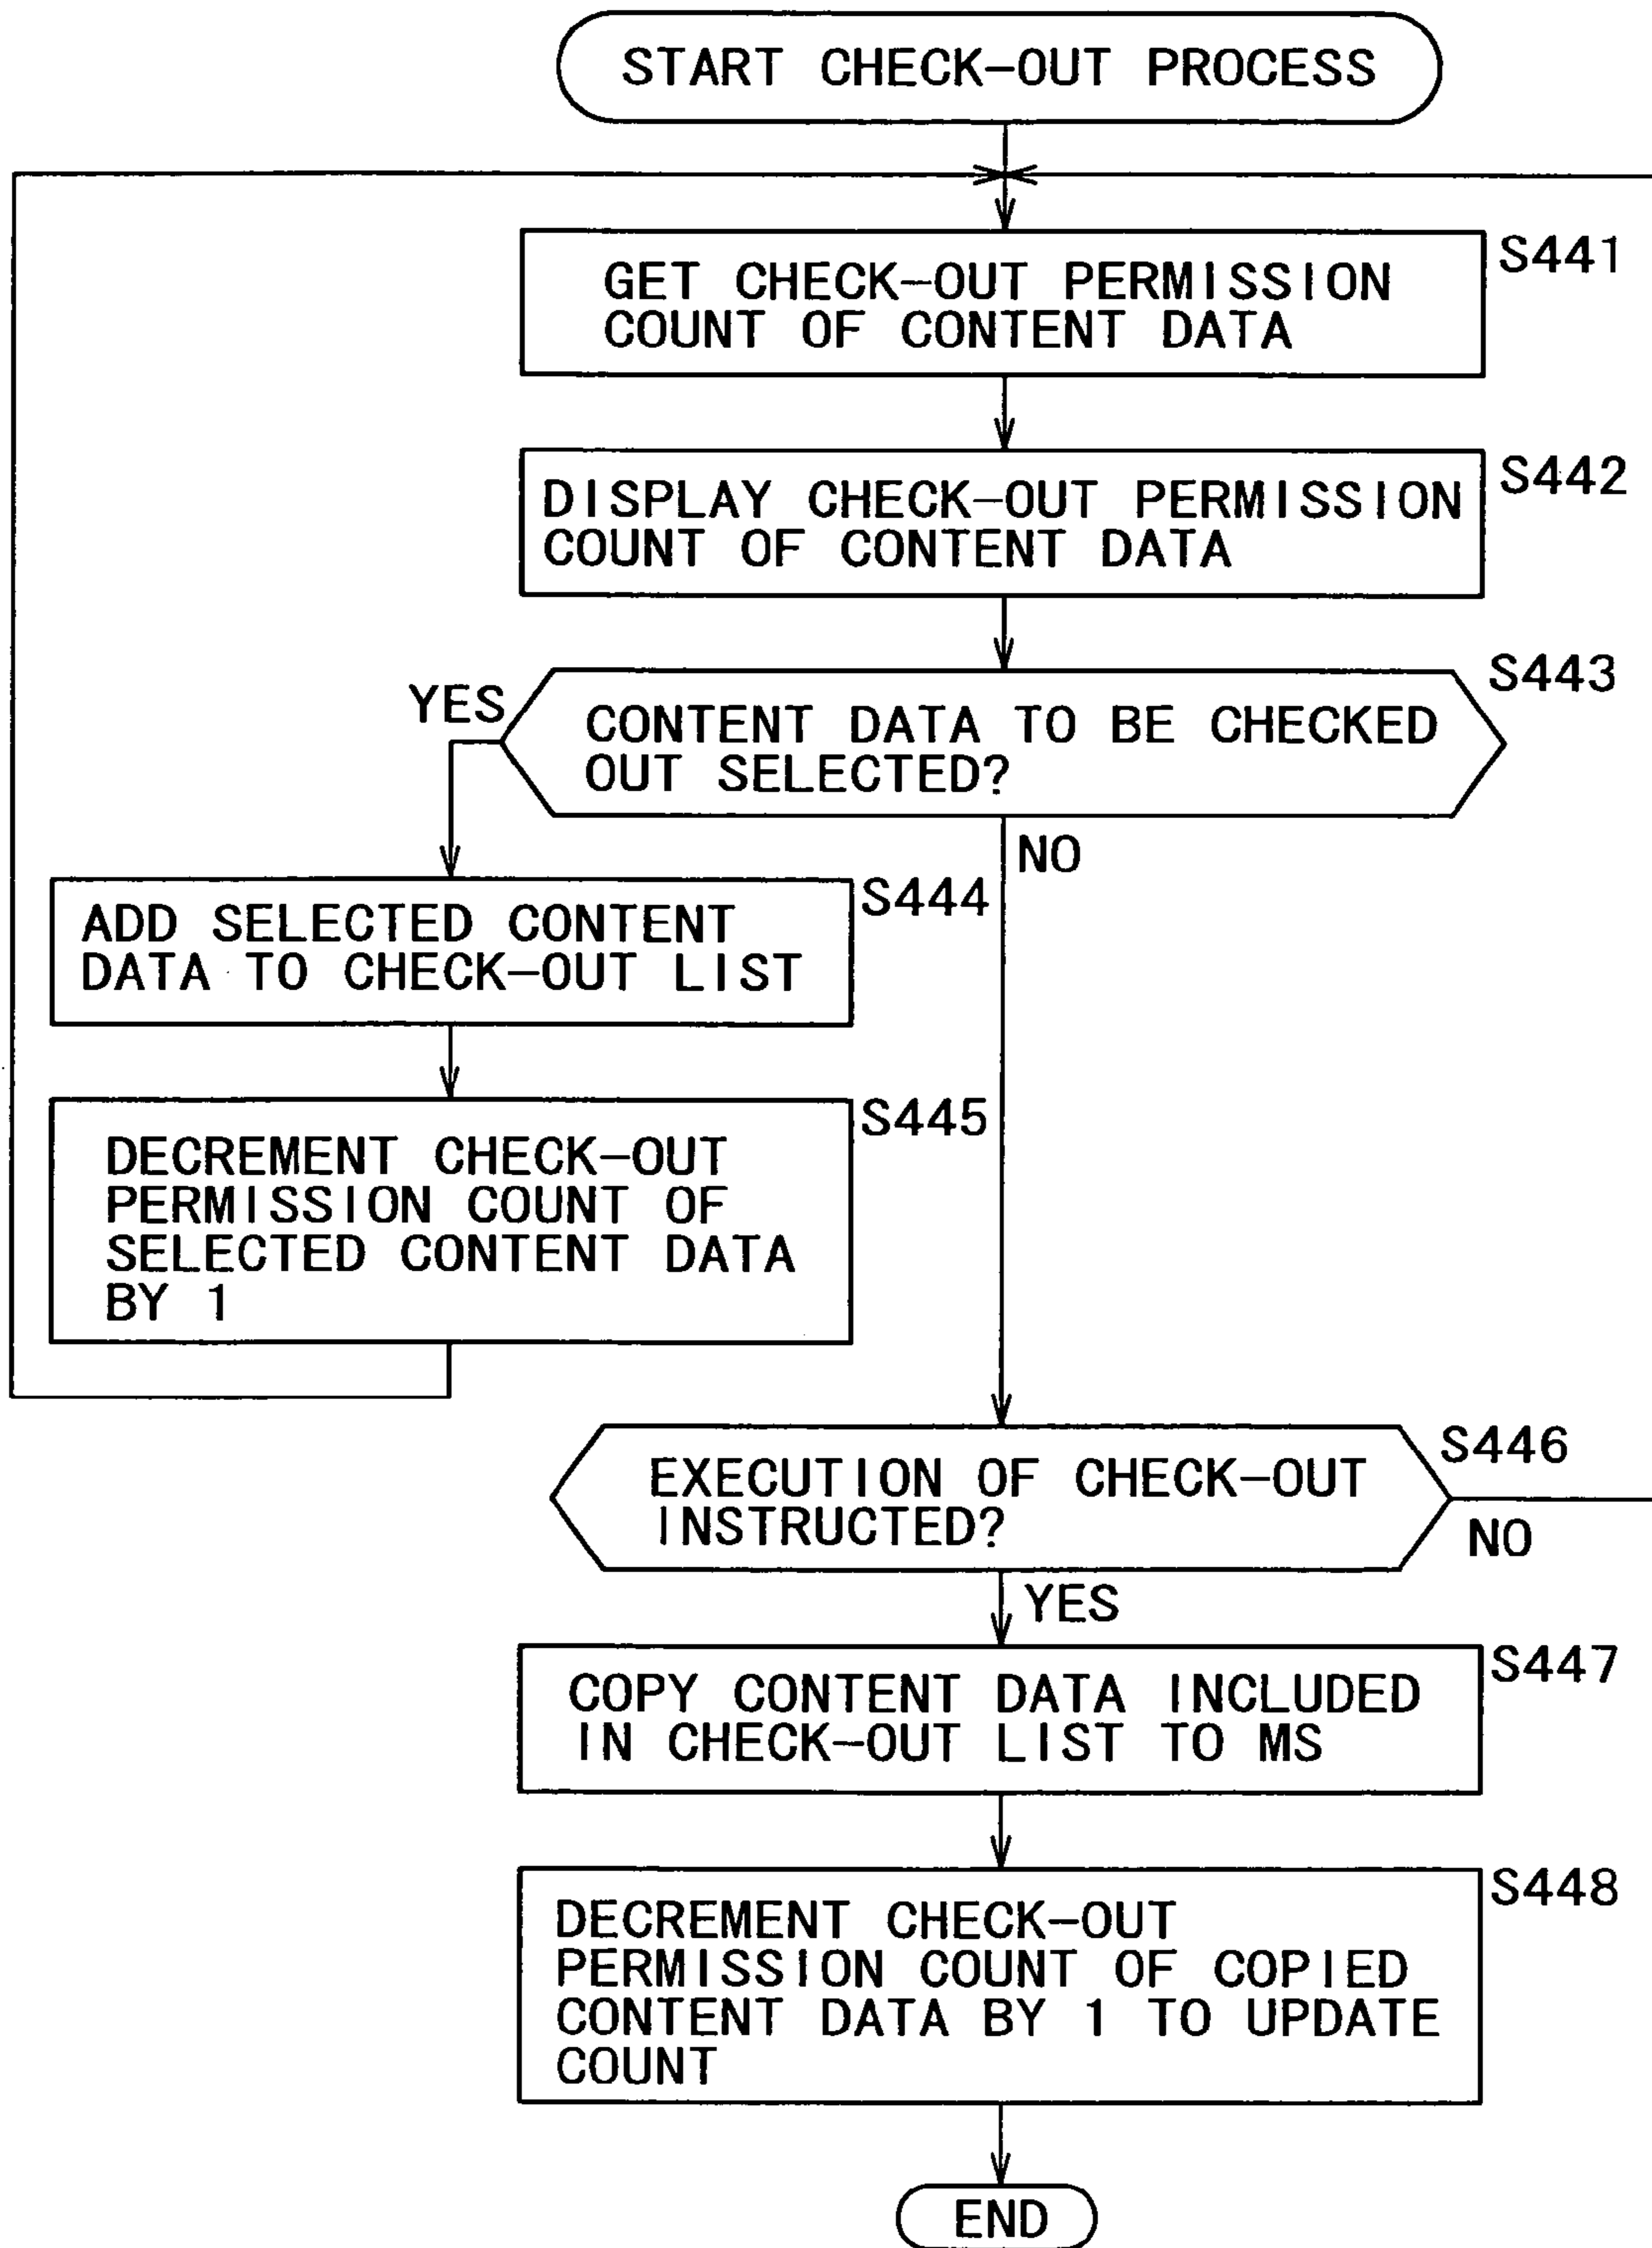 START CHECK-OUT PROCESS
S441
GET CHECK-OUT PERMISSION
COUNT OF CONTENT DATA
S442
DISPLAY CHECK-OUT PERMISSION
COUNT OF CONTENT DATA
S443
YES
CONTENT DATA TO BE CHECKED
OUT SELECTED?
NO
S444
ADD SELECTED CONTENT
DATA TO CHECK-OUT LIST
S445
DECREMENT CHECK-OUT
PERMISSION COUNT OF
SELECTED CONTENT DATA
BY 1
S446
EXECUTION OF CHECK-OUT
INSTRUCTED?
NO
YES
S447
COPY CONTENT DATA INCLUDED
IN CHECK-OUT LIST TO MS
S448
DECREMENT CHECK-OUT
PERMISSION COUNT OF COPIED
CONTENT DATA BY 1 TO UPDATE
COUNT
END